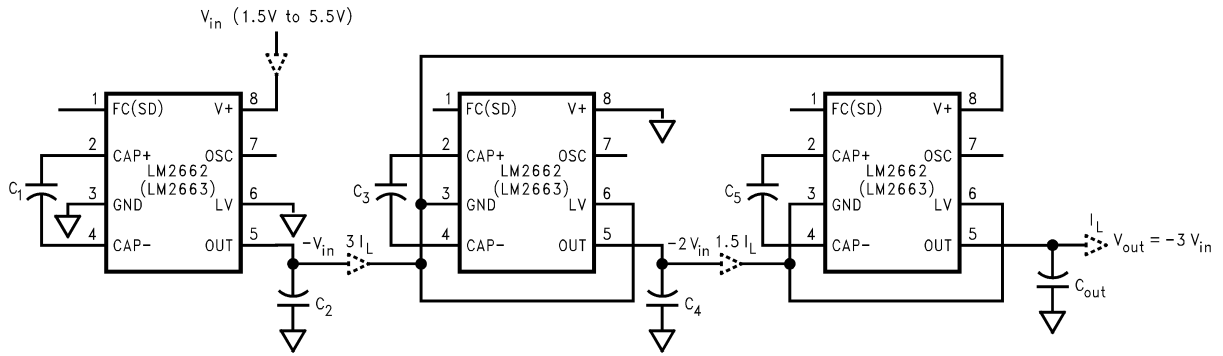 V_in (1.5V to 5.5V)
1 FC(SD) V+ 8
2 CAP+ OSC 7
LM2662
(LM2663)
C_1
3 GND LV 6
4 CAP- OUT 5
-V_in 3 I_L
C_2
1 FC(SD) V+ 8
2 CAP+ OSC 7
LM2662
(LM2663)
C_3
3 GND LV 6
4 CAP- OUT 5
-2 V_in 1.5 I_L
C_4
1 FC(SD) V+ 8
2 CAP+ OSC 7
LM2662
(LM2663)
C_5
3 GND LV 6
4 CAP- OUT 5
I_L
V_out = -3 V_in
C_out